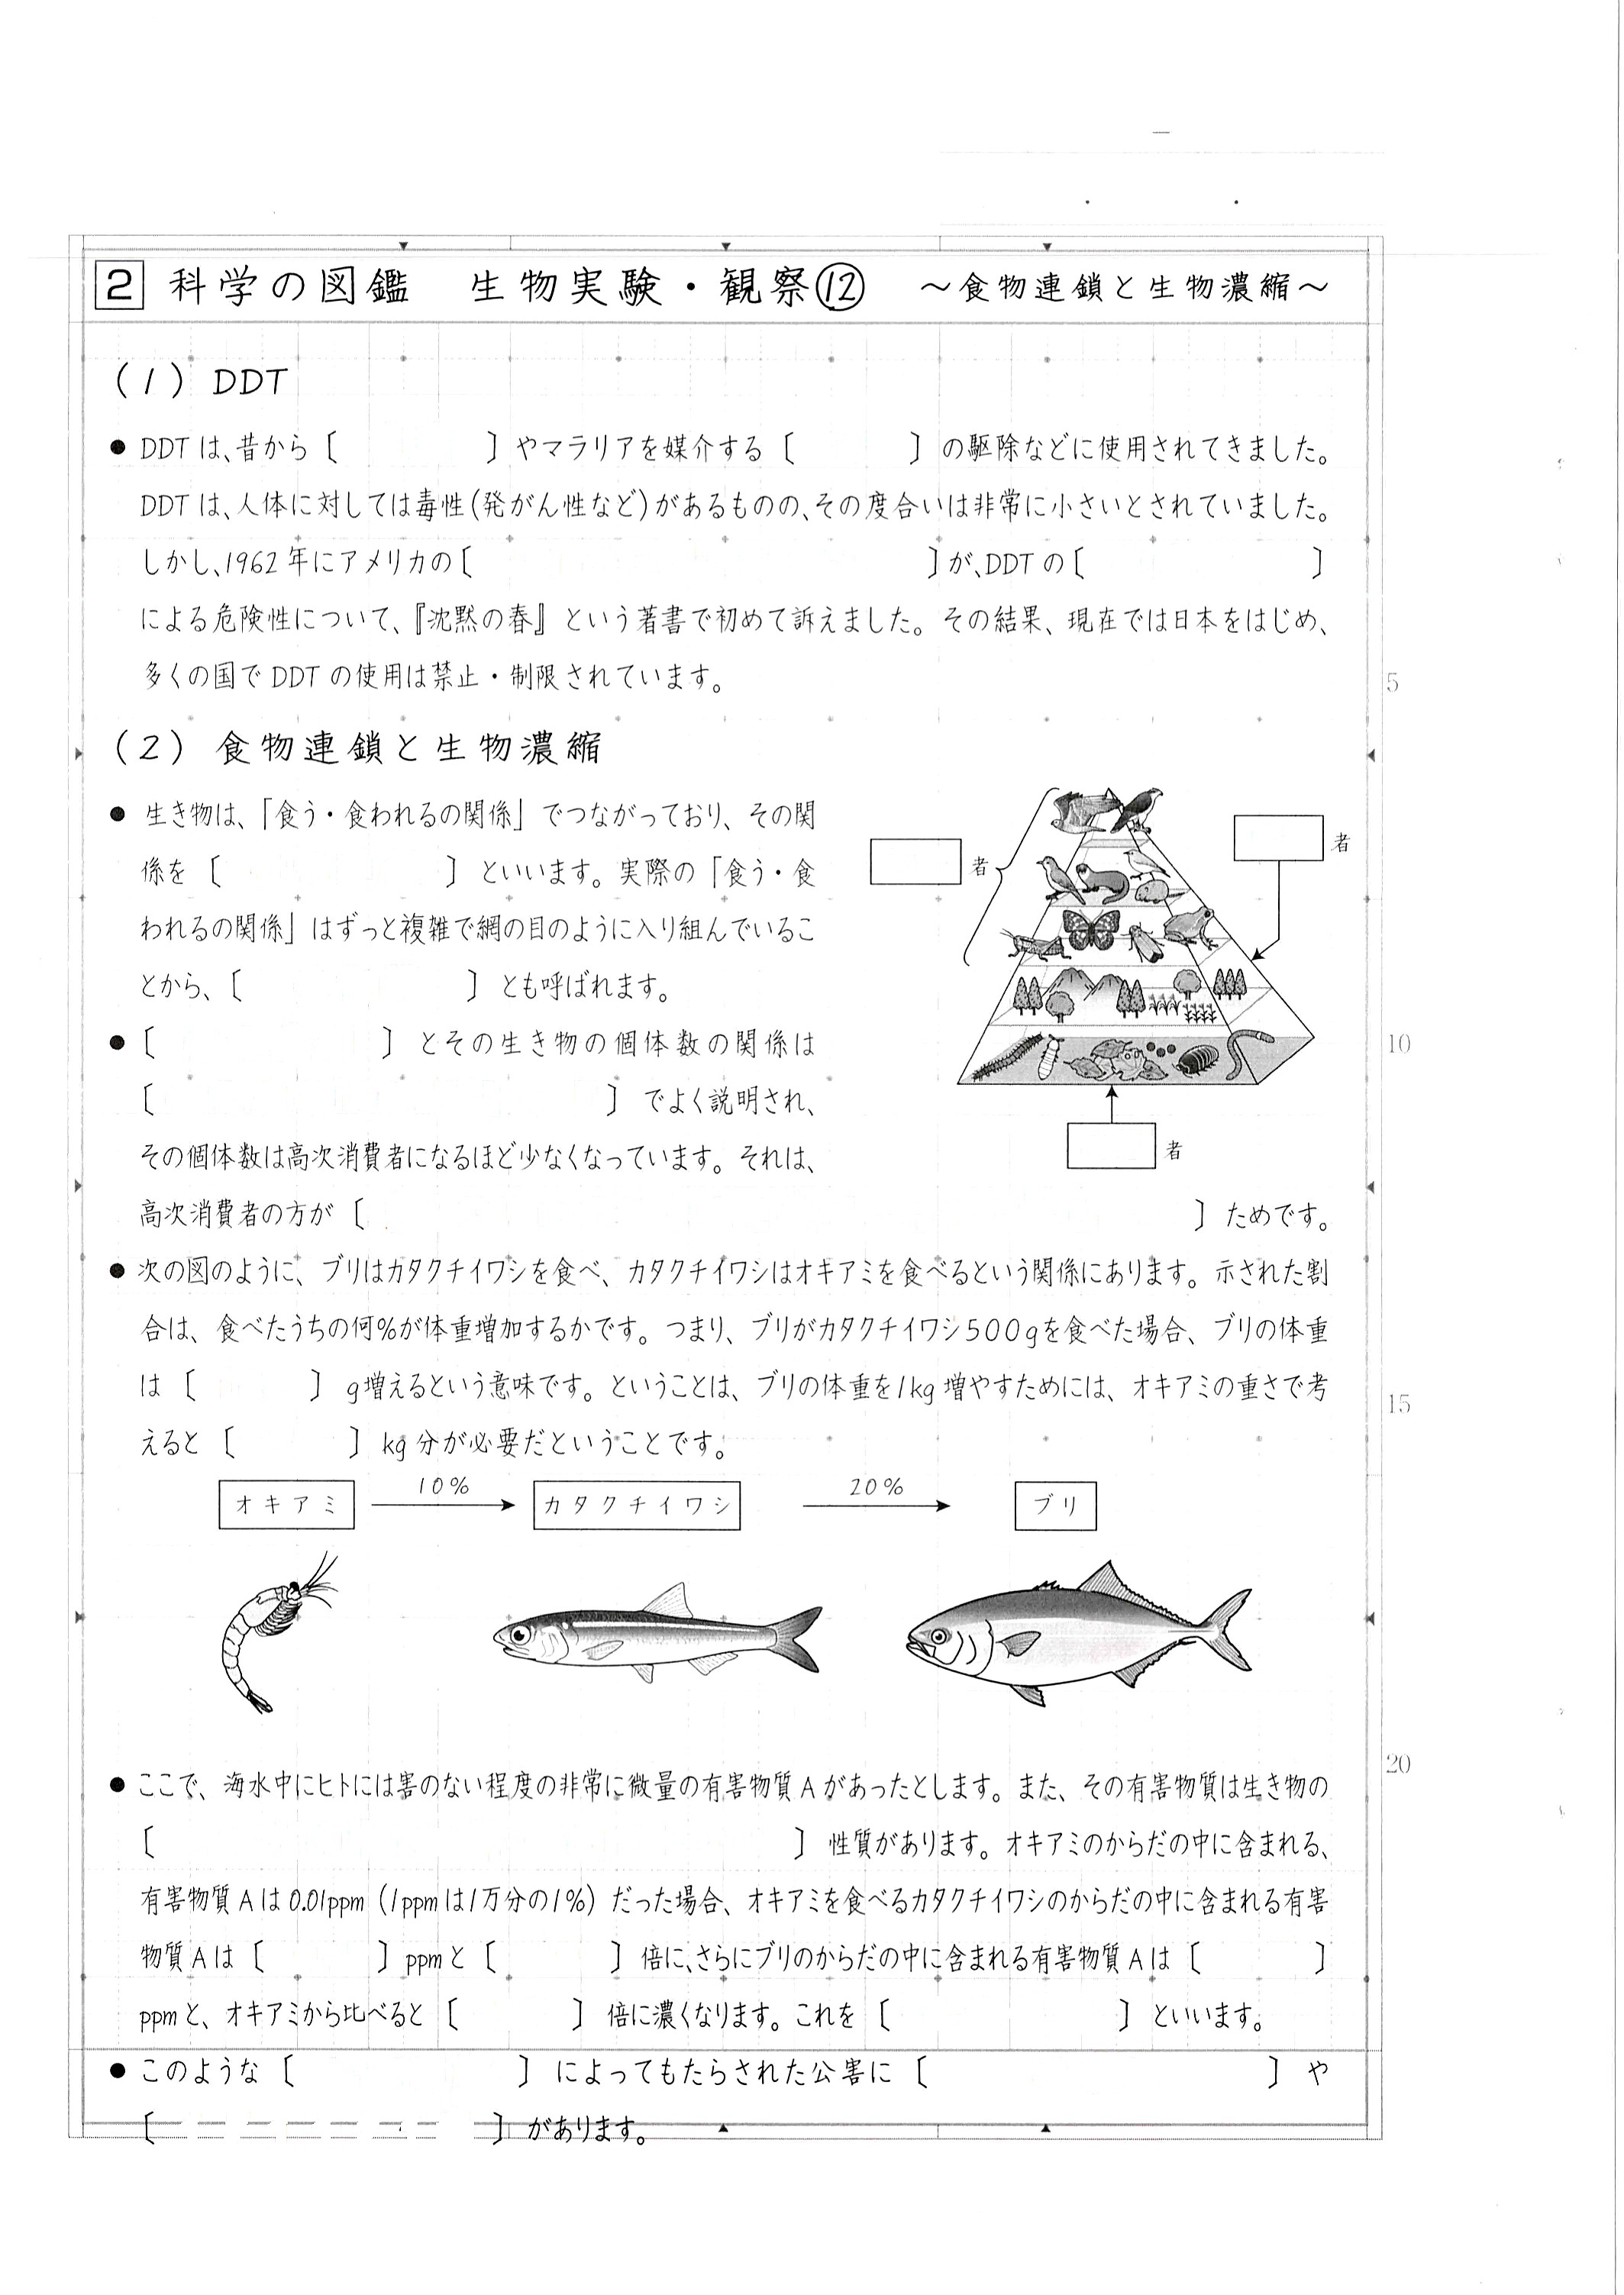 2 科学の図鑑　生物実験・観察⑫　～食物連鎖と生物濃縮～
（1）DDT
● DDTは、昔から〔　　　　〕やマラリアを媒介する〔　　　　〕の駆除などに使用されてきました。
DDTは、人体に対しては毒性(発がん性など)があるものの、その度合いは非常に小さいとされていました。
しかし、1962年にアメリカの〔　　　　　　　　〕が、DDTの〔　　　　　　〕
による危険性について、『沈黙の春』という著書で初めて訴えました。その結果、現在では日本をはじめ、
多くの国でDDTの使用は禁止・制限されています。
5
（2）食物連鎖と生物濃縮
● 生き物は、「食う・食われるの関係」でつながっており、その関
係を〔　　　　　　〕といいます。実際の「食う・食
われるの関係」はずっと複雑で網の目のように入り組んでいるこ
とから、〔　　　　　　〕とも呼ばれます。
●〔　　　　　　〕とその生き物の個体数の関係は
〔　　　　　　　　　　〕でよく説明され、
その個体数は高次消費者になるほど少なくなっています。それは、
高次消費者の方が〔　　　　　　　　　　　　　　　　〕ためです。
者
者
者
10
● 次の図のように、ブリはカタクチイワシを食べ、カタクチイワシはオキアミを食べるという関係にあります。示された割
合は、食べたうちの何%が体重増加するかです。つまり、ブリがカタクチイワシ500gを食べた場合、ブリの体重
は〔　　　　〕g増えるという意味です。ということは、ブリの体重を1kg増やすためには、オキアミの重さで考
えると〔　　　　〕kg分が必要だということです。
15
オキアミ 10% カタクチイワシ 20% ブリ
20
● ここで、海水中にヒトには害のない程度の非常に微量の有害物質Aがあったとします。また、その有害物質は生き物の
〔　　　　　　　　　　　　　　〕性質があります。オキアミのからだの中に含まれる、
有害物質Aは0.01ppm（1ppmは1万分の1%）だった場合、オキアミを食べるカタクチイワシのからだの中に含まれる有害
物質Aは〔　　　　〕ppmと〔　　　　〕倍に、さらにブリのからだの中に含まれる有害物質Aは〔　　　　〕
ppmと、オキアミから比べると〔　　　　〕倍に濃くなります。これを〔　　　　　　〕といいます。
● このような〔　　　　　　〕によってもたらされた公害に〔　　　　　　　　〕や
〔　　　　　　　　〕があります。